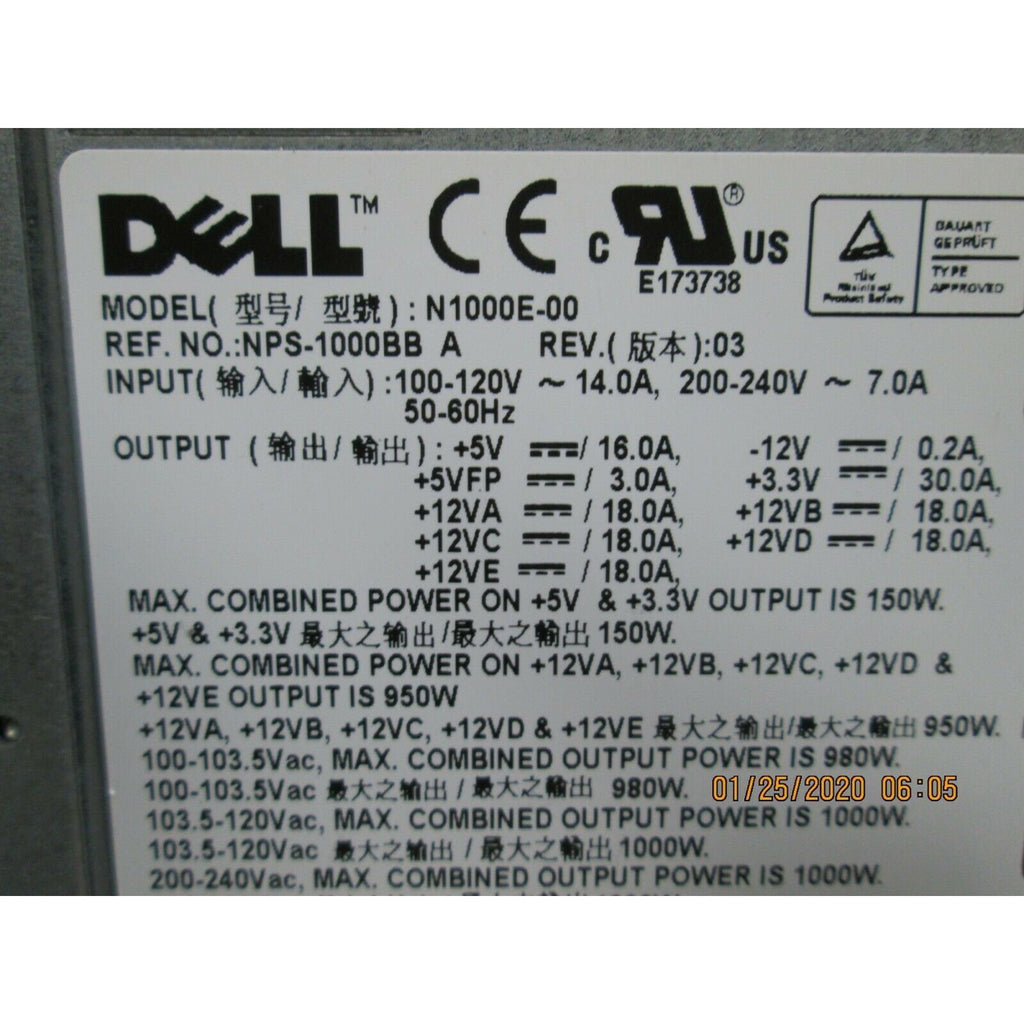 DELL™ CE c RU® US
E173738
TÜV
Rheinland
Product Safety
BAUART
GEPRÜFT
TYPE
APPROVED
MODEL( 型号/ 型號 ) : N1000E-00
REF. NO.:NPS-1000BB A REV.( 版本 ):03
INPUT( 输入/ 輸入 ) :100-120V ~ 14.0A, 200-240V ~ 7.0A
50-60Hz
OUTPUT ( 输出/ 輸出 ) : +5V ⎓/ 16.0A, -12V ⎓/ 0.2A,
+5VFP ⎓/ 3.0A, +3.3V ⎓/ 30.0A,
+12VA ⎓/ 18.0A, +12VB ⎓/ 18.0A,
+12VC ⎓/ 18.0A, +12VD ⎓/ 18.0A,
+12VE ⎓/ 18.0A,
MAX. COMBINED POWER ON +5V & +3.3V OUTPUT IS 150W.
+5V & +3.3V 最大之输出/最大之輸出 150W.
MAX. COMBINED POWER ON +12VA, +12VB, +12VC, +12VD &
+12VE OUTPUT IS 950W
+12VA, +12VB, +12VC, +12VD & +12VE 最大之输出/最大之輸出 950W.
100-103.5Vac, MAX. COMBINED OUTPUT POWER IS 980W.
100-103.5Vac 最大之输出 / 最大之輸出 980W.
01/25/2020 06:05
103.5-120Vac, MAX. COMBINED OUTPUT POWER IS 1000W.
103.5-120Vac 最大之输出 / 最大之輸出 1000W.
200-240Vac, MAX. COMBINED OUTPUT POWER IS 1000W.